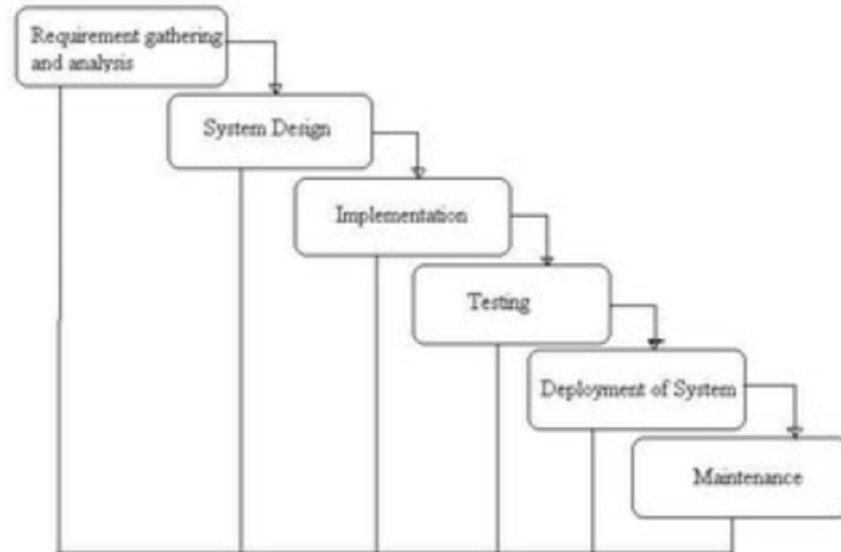 Requirement gathering
and analysis
System Design
Implementation
Testing
Deployment of System
Maintenance